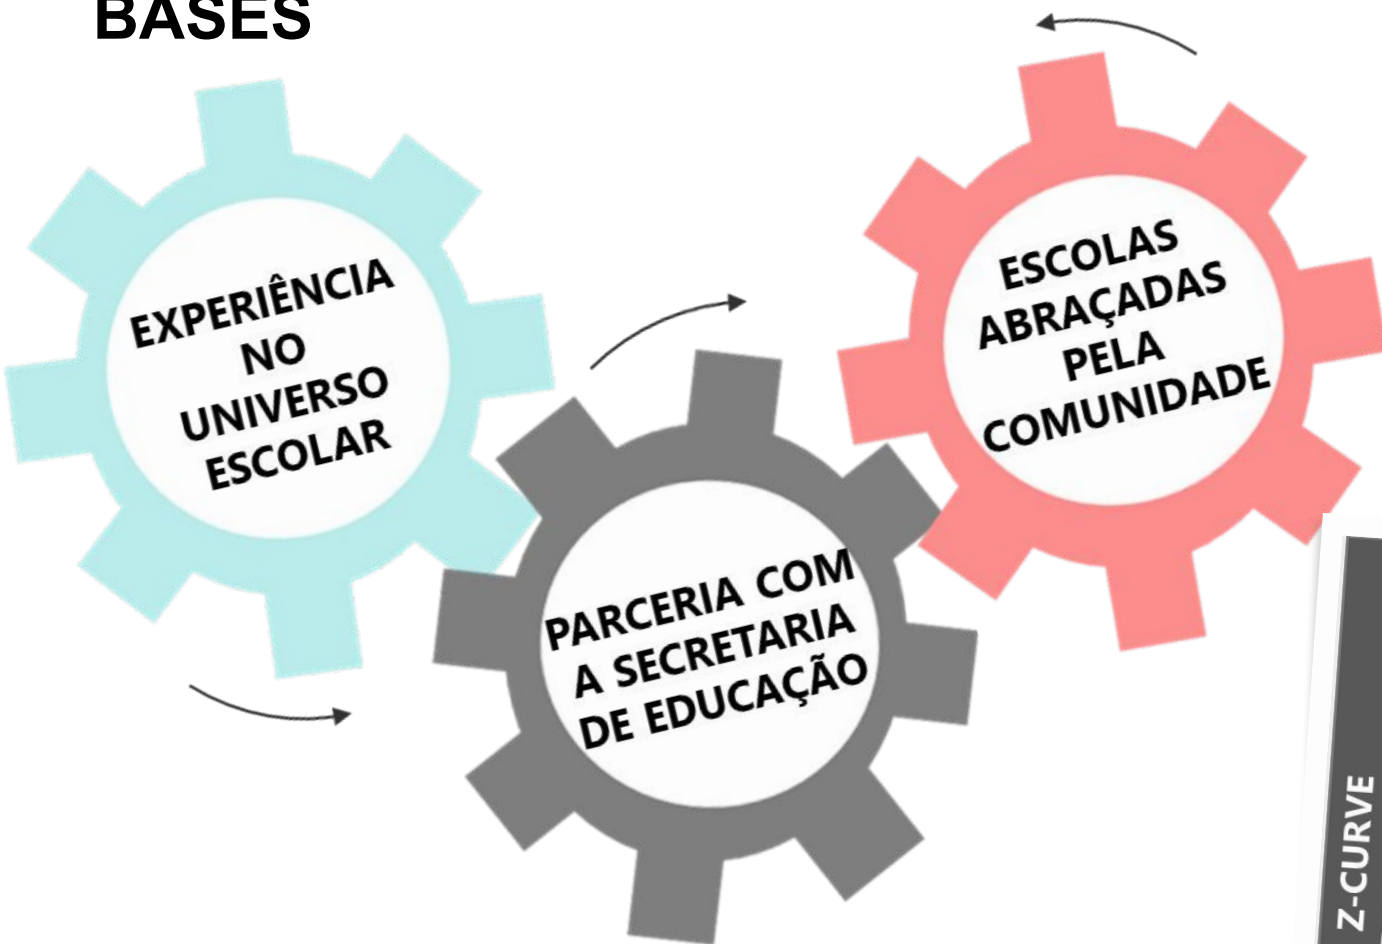 BASES
EXPERIÊNCIA
NO
UNIVERSO
ESCOLAR
PARCERIA COM
A SECRETARIA
DE EDUCAÇÃO
ESCOLAS
ABRAÇADAS
PELA
COMUNIDADE
Z-CURVE